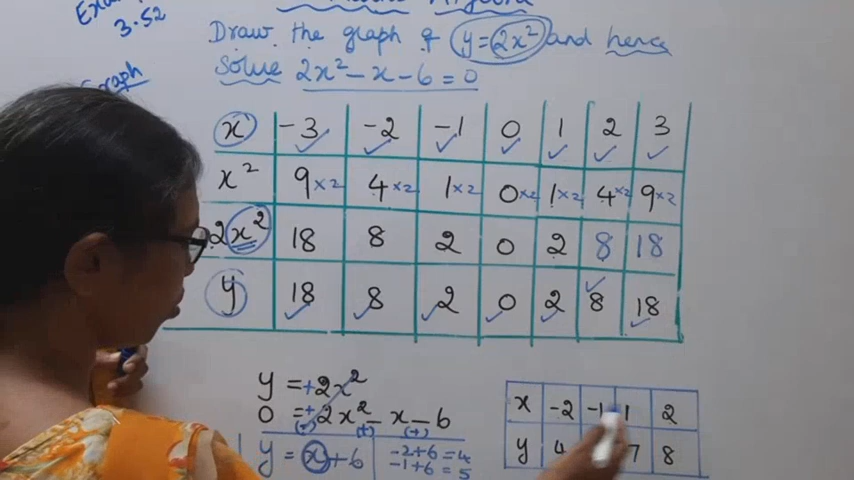 Algebra
Example
3.52
Draw the graph of y=2x² and hence
Graph
Solve 2x²-x-6=0
x -3 -2 -1 0 1 2 3
x² 9×2 4×2 1×2 0×2 1×2 4×2 9×2
2x² 18 8 2 0 2 8 18
y 18 8 2 0 2 8 18
y = +2x²
0 = +2x² - x - 6
(-) (+) (+)
y = x+6
-2+6=4
-1+6=5
x -2 -1 1 2
y 4 7 8